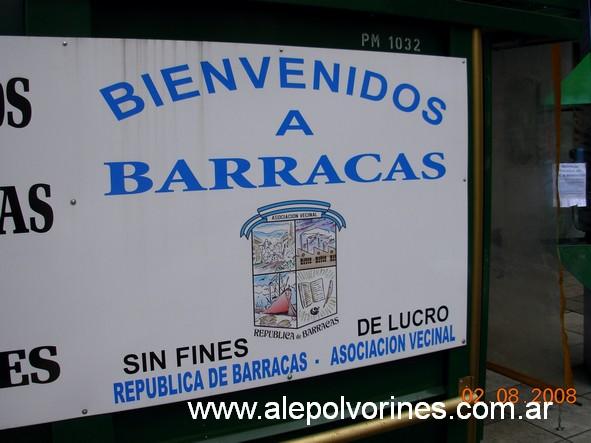 PM 1032
BIENVENIDOS
A
BARRACAS
ASOCIACION VECINAL
REPUBLICA de BARRACAS
SIN FINES DE LUCRO
REPUBLICA DE BARRACAS - ASOCIACION VECINAL
OS
AS
ES
02.08.2008
www.alepolvorines.com.ar